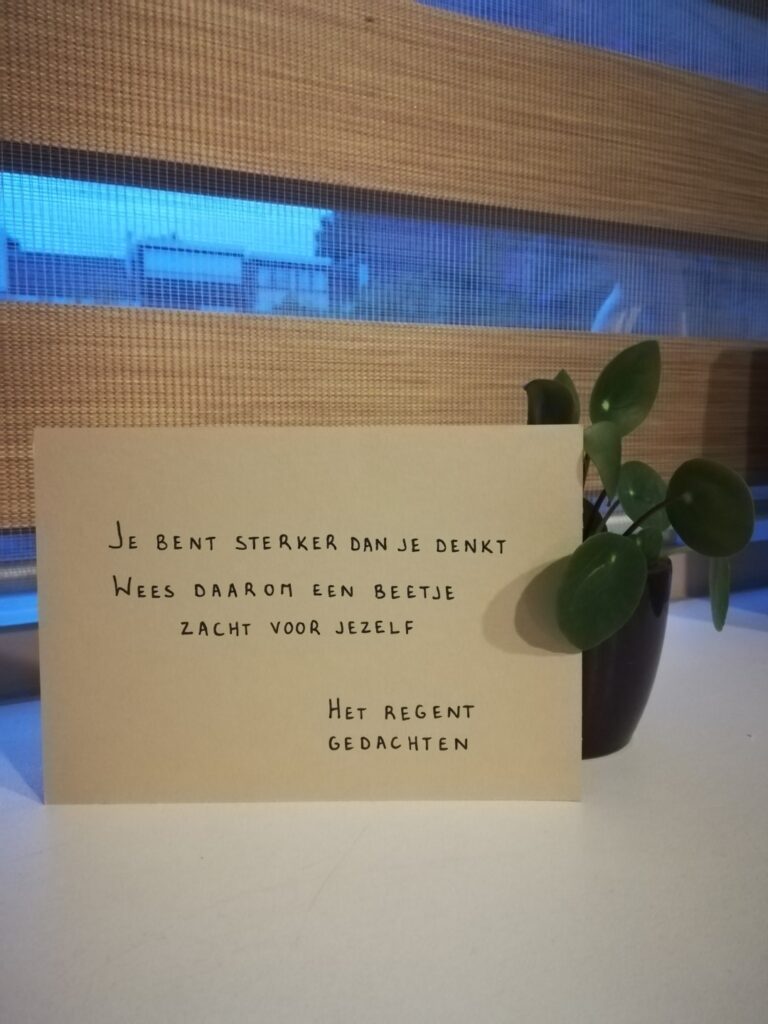 Je bent sterker dan je denkt
Wees daarom een beetje
zacht voor jezelf
Het regent
gedachten